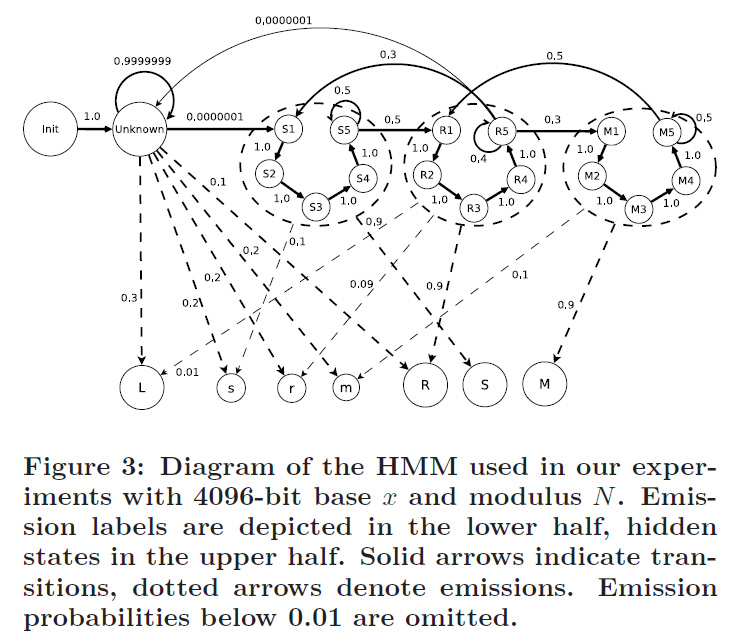 0,0000001
0.9999999
0,3
0.5
Init
1.0
Unknown
0,0000001
S1
0.5
S5
0,5
R1
R5
0,3
M1
M5
0,5
1.0
S2
1.0
S4
1.0
S3
1.0
1.0
R2
0,4
1.0
R4
1.0
R3
1.0
1.0
M2
1.0
M4
1.0
M3
1.0
0,1
0,9
0,1
0,2
0,2
0.09
0,9
0,1
0.3
0.2
0,9
0.01
L
s
r
m
R
S
M
Figure 3: Diagram of the HMM used in our exper-
iments with 4096-bit base x and modulus N. Emis-
sion labels are depicted in the lower half, hidden
states in the upper half. Solid arrows indicate tran-
sitions, dotted arrows denote emissions. Emission
probabilities below 0.01 are omitted.